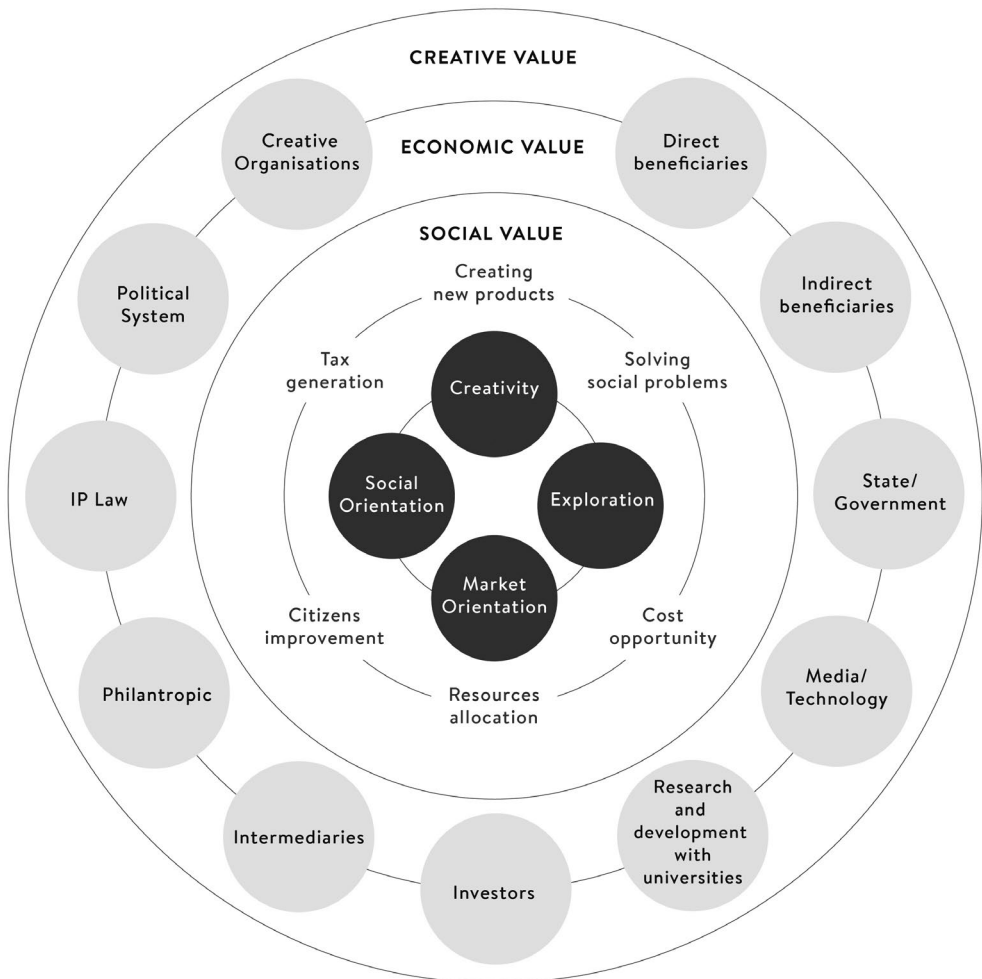 CREATIVE VALUE
Creative
Organisations
ECONOMIC VALUE
Direct
beneficiaries
SOCIAL VALUE
Political
System
Creating
new products
Indirect
beneficiaries
Tax
generation
Creativity
Solving
social problems
IP Law
Social
Orientation
Exploration
State/
Government
Market
Orientation
Citizens
improvement
Cost
opportunity
Philantropic
Resources
allocation
Media/
Technology
Intermediaries
Investors
Research
and
development
with
universities